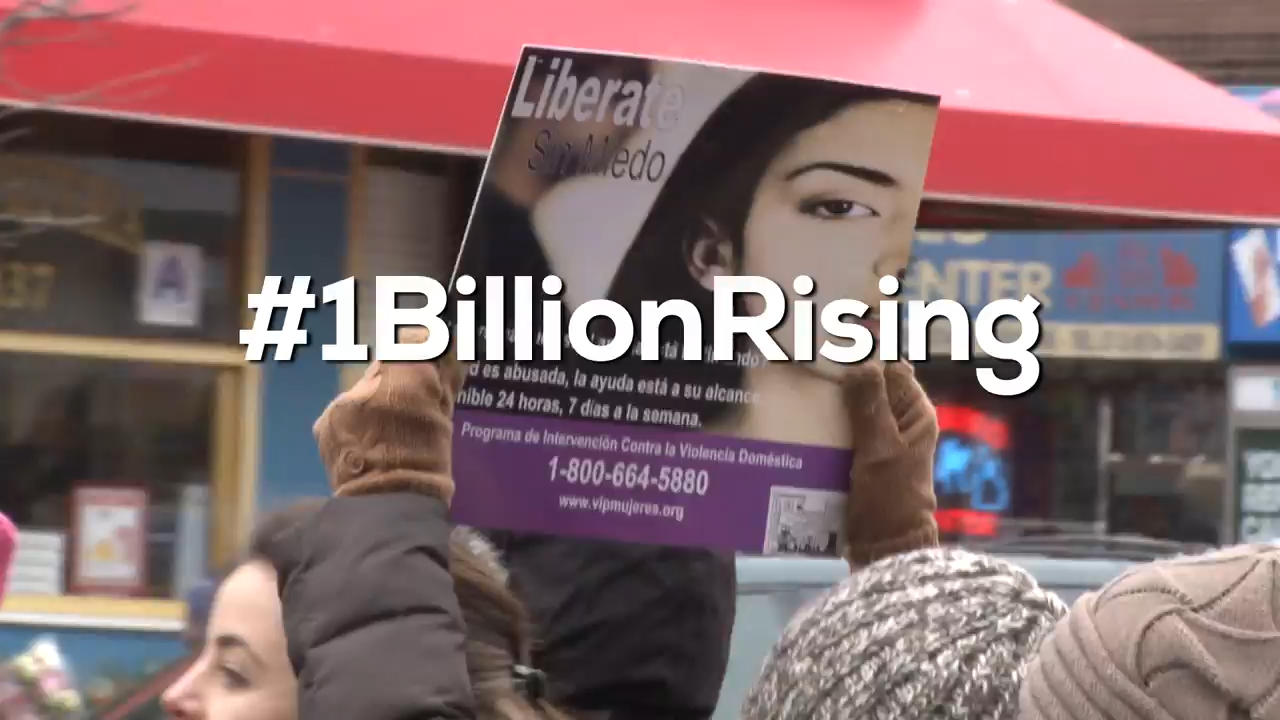 Liberate
Sin Miedo
#1BillionRising
d es abusada, la ayuda está a su alcance
nible 24 horas, 7 días a la semana.
Programa de Intervención Contra la Violencia Doméstica
1-800-664-5880
www.vipmujeres.org
ENTER
A